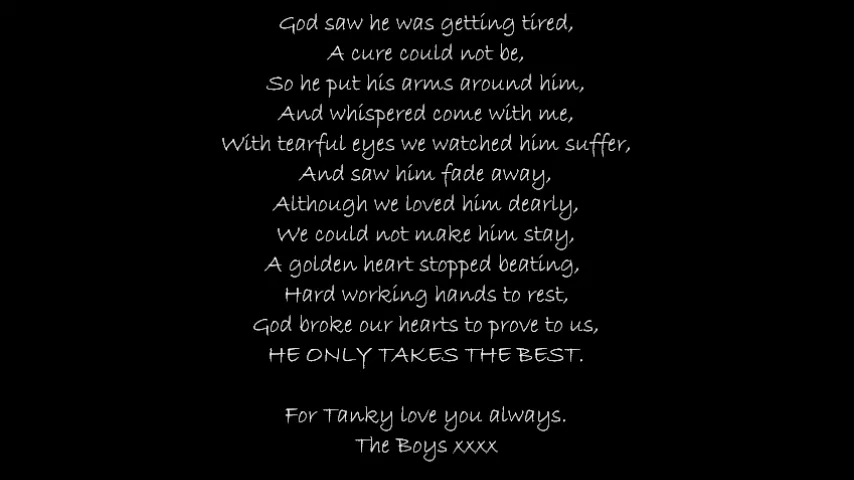 God saw he was getting tired,
A cure could not be,
So he put his arms around him,
And whispered come with me,
With tearful eyes we watched him suffer,
And saw him fade away,
Although we loved him dearly,
We could not make him stay,
A golden heart stopped beating,
Hard working hands to rest,
God broke our hearts to prove to us,
HE ONLY TAKES THE BEST.
For Tanky love you always.
The Boys xxxx